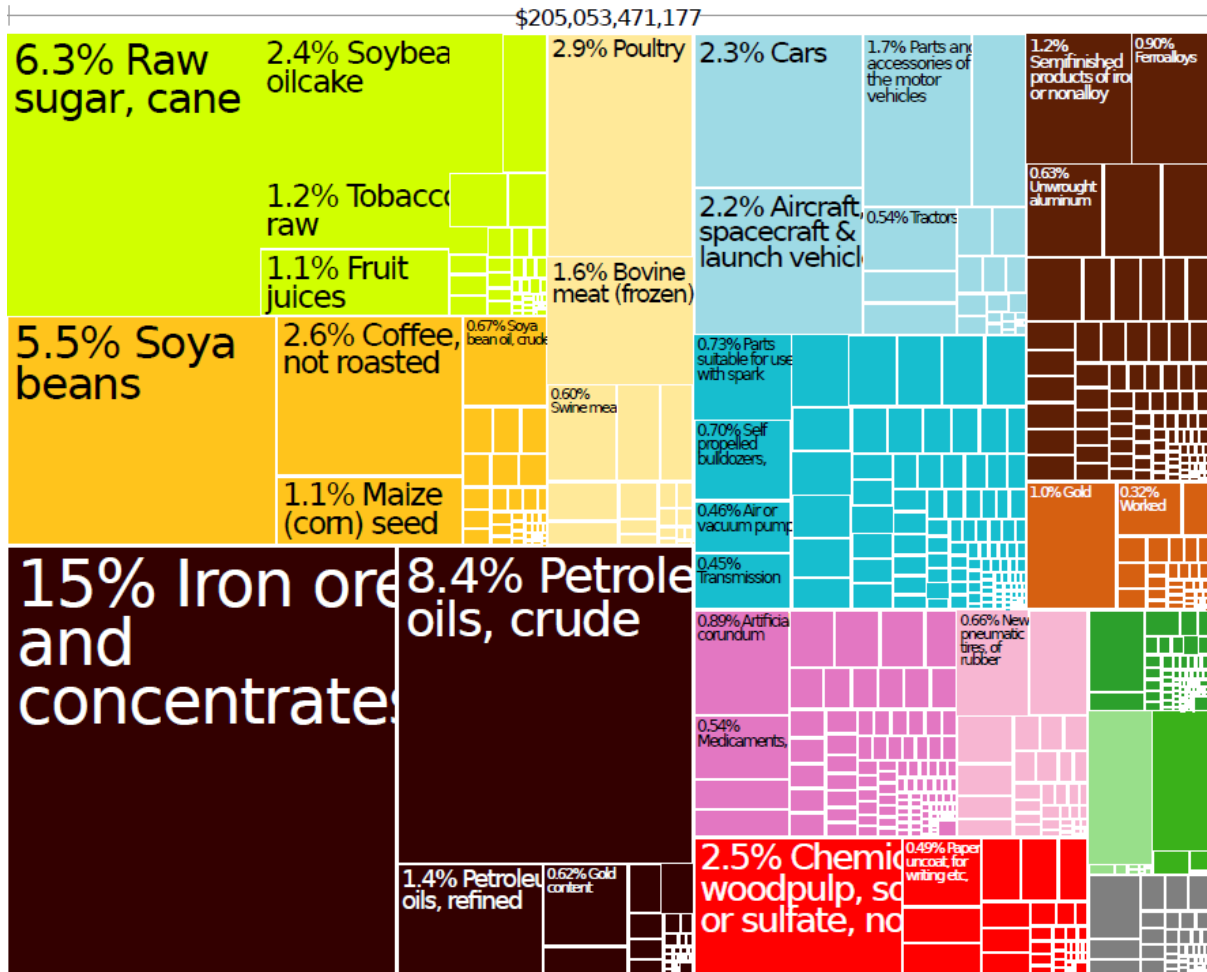 $205,053,471,177
6.3% Raw
sugar, cane
2.4% Soybea
oilcake
1.2% Tobacco
raw
1.1% Fruit
juices
2.9% Poultry
1.6% Bovine
meat (frozen)
0.60%
Swine mea
2.3% Cars
1.7% Parts and
accessories of
the motor
vehicles
2.2% Aircraft,
spacecraft &
launch vehicl
0.54% Tractors
1.2%
Semifinished
products of iron
or nonalloy
0.90%
Ferroalloys
0.63%
Unwrought
aluminum
5.5% Soya
beans
2.6% Coffee,
not roasted
0.67% Soya
bean oil, crude
1.1% Maize
(corn) seed
0.73% Parts
suitable for use
with spark
0.70% Self
propelled
bulldozers,
0.46% Air or
vacuum pump
0.45%
Transmission
1.0% Gold
0.32%
Worked
15% Iron ore
and
concentrates
8.4% Petrole
oils, crude
1.4% Petroleu
oils, refined
0.62% Gold
content
0.89% Artificia
corundum
0.54%
Medicaments,
0.66% New
pneumatic
tires, of
rubber
2.5% Chemic
woodpulp, so
or sulfate, no
0.49% Paper
uncoat, for
writing etc,